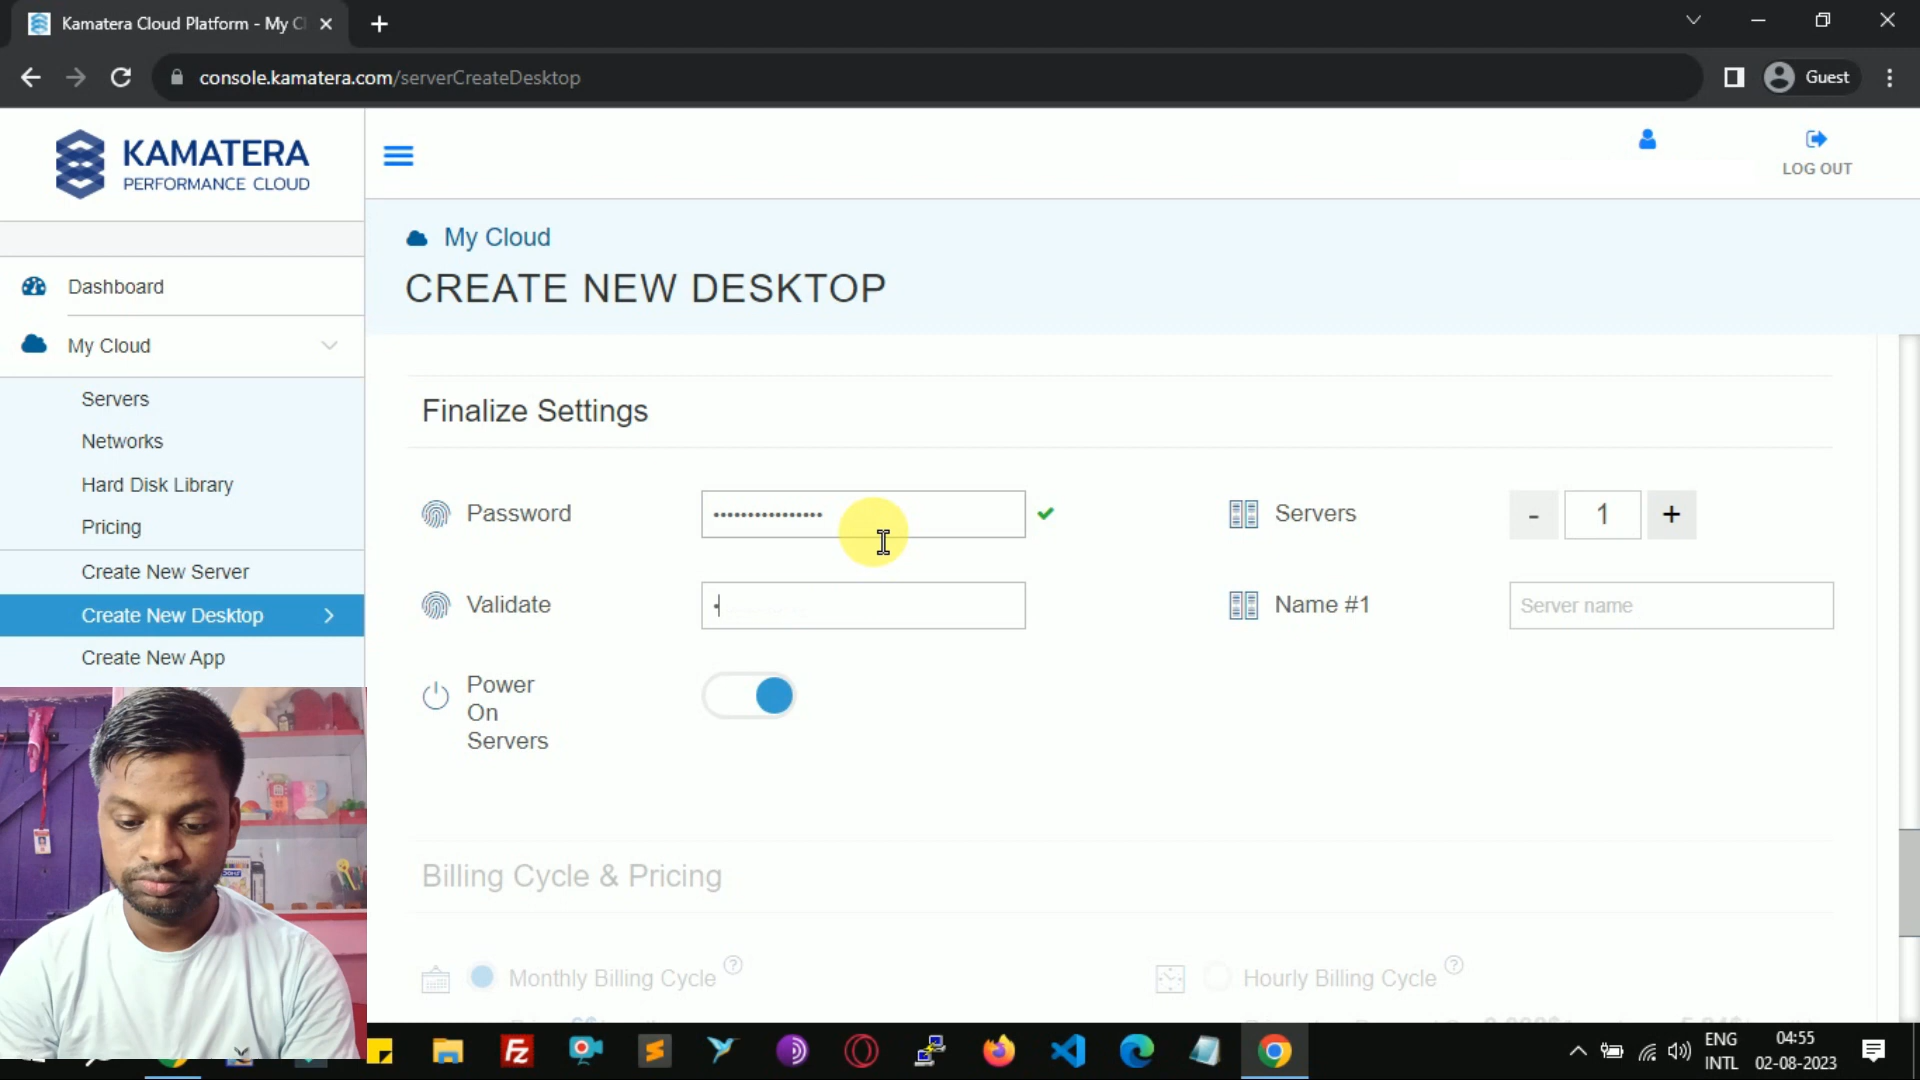 Kamatera Cloud Platform - My C
console.kamatera.com/serverCreateDesktop
Guest
KAMATERA
PERFORMANCE CLOUD
LOG OUT
My Cloud
CREATE NEW DESKTOP
Dashboard
My Cloud
Servers
Networks
Hard Disk Library
Pricing
Create New Server
Create New Desktop
Create New App
Finalize Settings
Password
••••••••••••••••
Servers
- 1 +
Validate
•
Name #1
Server name
Power
On
Servers
Billing Cycle & Pricing
Monthly Billing Cycle ?
Hourly Billing Cycle ?
ENG
INTL
04:55
02-08-2023